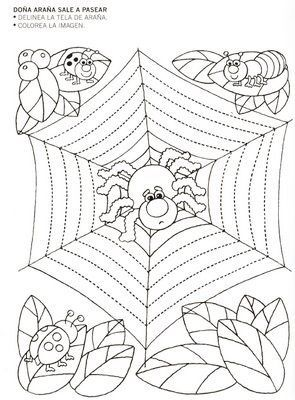 DOÑA ARAÑA SALE A PASEAR
• DELINEA LA TELA DE ARAÑA.
• COLOREA LA IMAGEN.